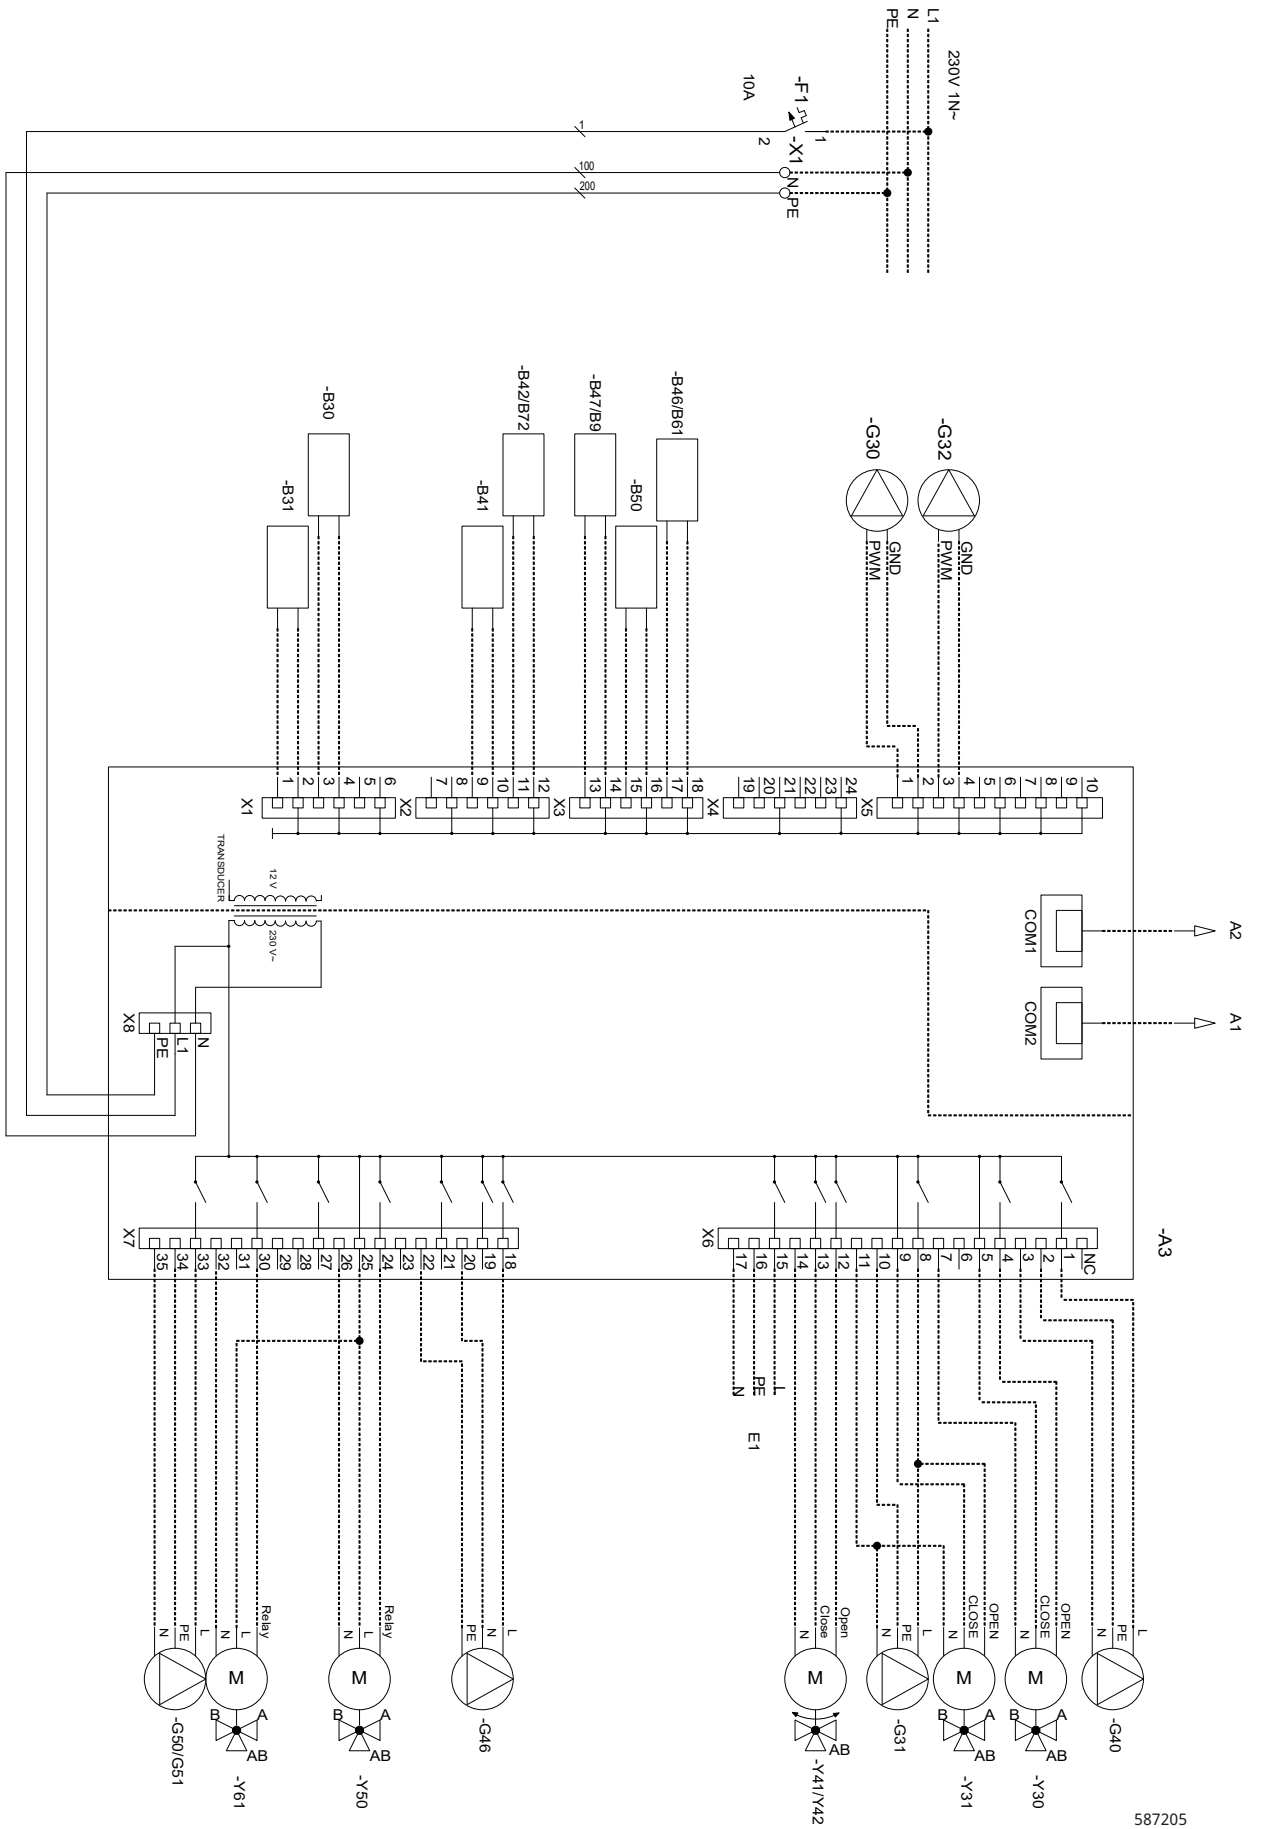 L1
N
PE
230V 1N~
-F1
10A
1
2
-X1
N
PE
1
100
200
-B30
-B31
-B42/B72
-B41
-B47/B9
-B50
-B46/B61
-G30
-G32
PWM
GND
PWM
GND
X1
1
2
3
4
5
6
X2
7
8
9
10
11
12
X3
13
14
15
16
17
18
X4
19
20
21
22
23
24
X5
1
2
3
4
5
6
7
8
9
10
TRANSDUCER
12 V
230 V~
COM1
A2
COM2
A1
X8
PE
L1
N
-A3
X7
35
34
33
32
31
30
29
28
27
26
25
24
23
22
21
20
19
18
X6
17
16
15
14
13
12
11
10
9
8
7
6
5
4
3
2
1
NC
N
PE
L
E1
N
PE
L
-G50/G51
N
L
Relay
M
B
A
AB
-Y61
N
L
Relay
M
B
A
AB
-Y50
PE
N
L
-G46
N
Close
Open
M
AB
-Y41/Y42
N
PE
L
-G31
N
CLOSE
OPEN
M
B
A
AB
-Y31
N
CLOSE
OPEN
M
B
A
AB
-Y30
N
PE
L
-G40
587205